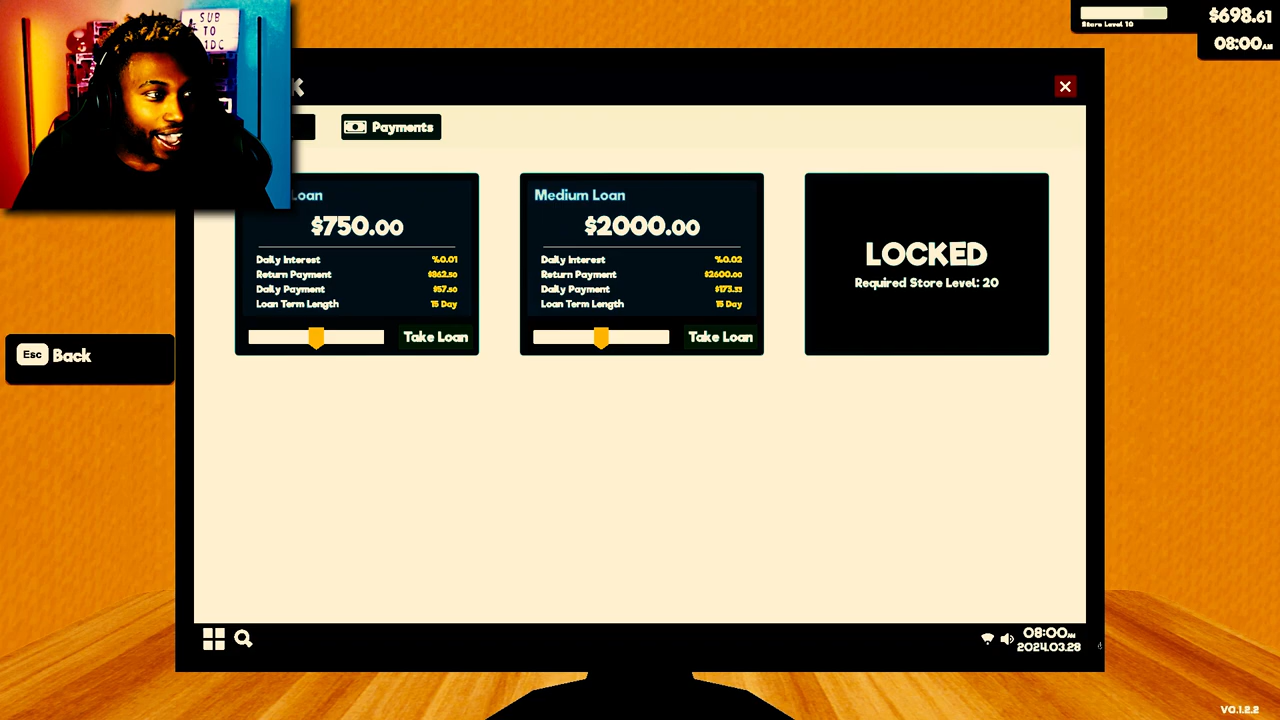 SUB
TO
1DC
Store Level 10
$698.61
08:00AM
Payments
Loan
$750.00
Daily Interest %0.01
Return Payment $862.50
Daily Payment $57.50
Loan Term Length 15 Day
Take Loan
Medium Loan
$2000.00
Daily Interest %0.02
Return Payment $2600.00
Daily Payment $173.33
Loan Term Length 15 Day
Take Loan
LOCKED
Required Store Level: 20
Esc Back
08:00AM
2024.03.28
V0.1.2.2